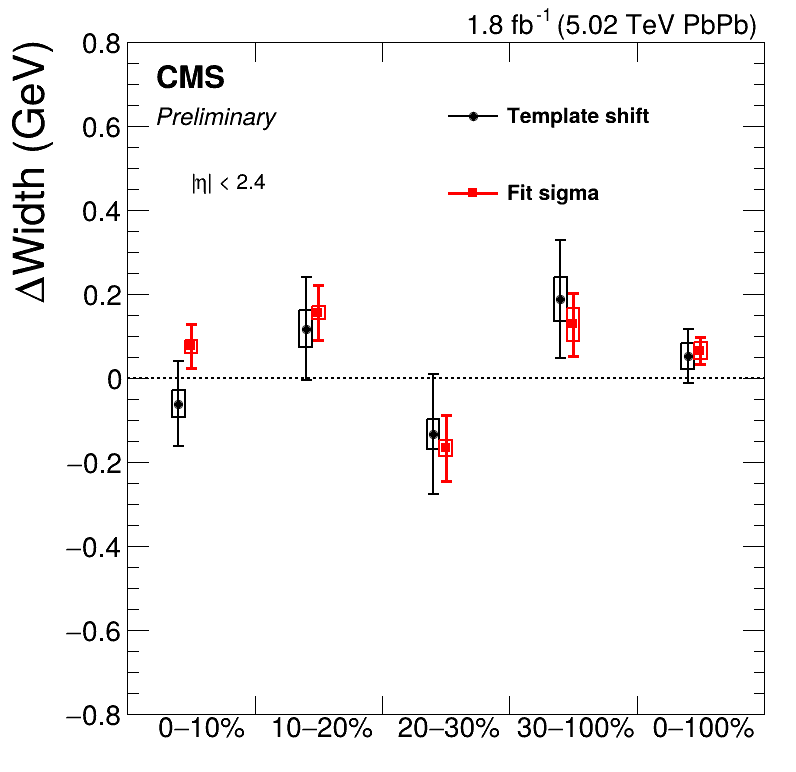 1.8 fb⁻¹ (5.02 TeV PbPb)
ΔWidth (GeV)
CMS
Preliminary
|η| < 2.4
Template shift
Fit sigma
0.8
0.6
0.4
0.2
0
−0.2
−0.4
−0.6
−0.8
0−10% 10−20% 20−30% 30−100% 0−100%